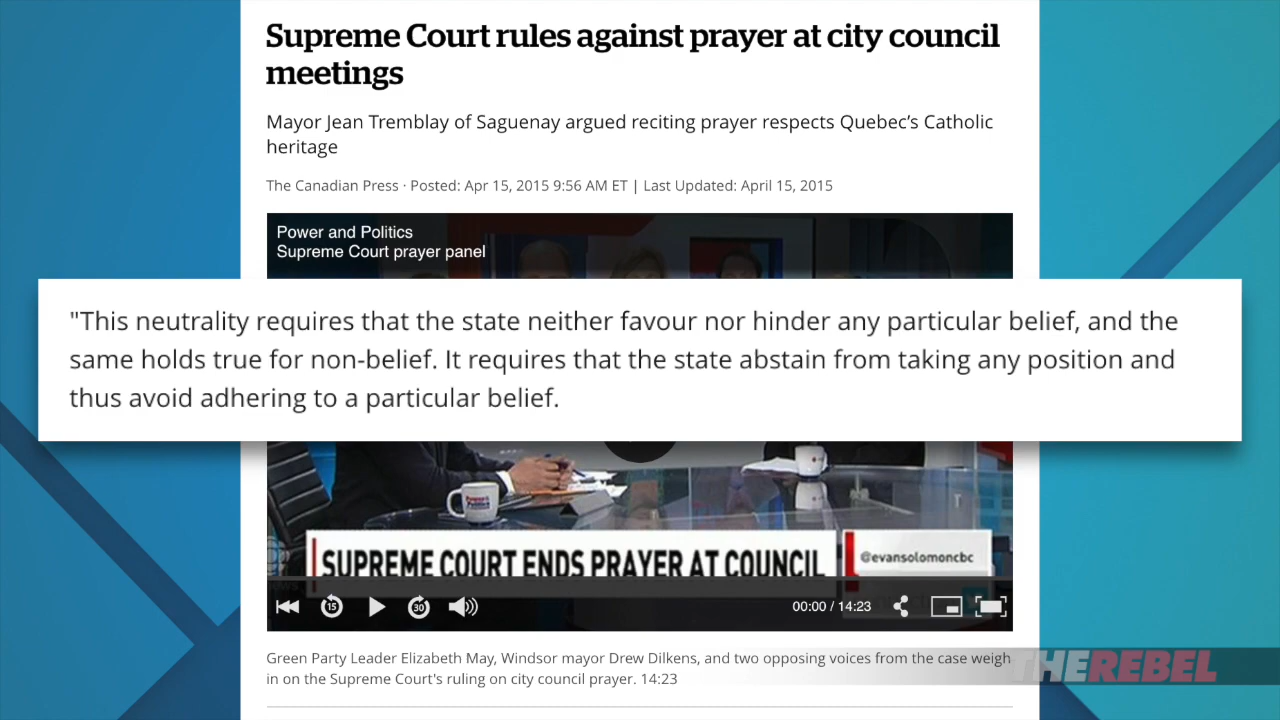 Supreme Court rules against prayer at city council
meetings
Mayor Jean Tremblay of Saguenay argued reciting prayer respects Quebec’s Catholic
heritage
The Canadian Press · Posted: Apr 15, 2015 9:56 AM ET | Last Updated: April 15, 2015
Power and Politics
Supreme Court prayer panel
"This neutrality requires that the state neither favour nor hinder any particular belief, and the
same holds true for non-belief. It requires that the state abstain from taking any position and
thus avoid adhering to a particular belief.
Power & Politics
SUPREME COURT ENDS PRAYER AT COUNCIL
@evansolomoncbc
15
30
00:00 / 14:23
Green Party Leader Elizabeth May, Windsor mayor Drew Dilkens, and two opposing voices from the case weigh
in on the Supreme Court's ruling on city council prayer. 14:23
THEREBEL